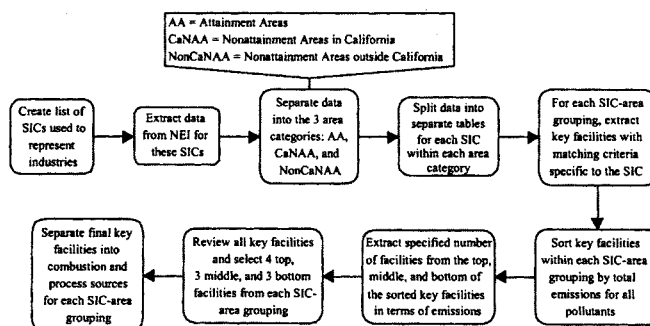 AA = Attainment Areas
CaNAA = Nonattainment Areas in California
NonCaNAA = Nonattainment Areas outside California
Create list
of SICs used to
represent
industries
Extract data
from NEI for
these SICs
Separate data
into the 3 area
categories: AA,
CaNAA, and
NonCaNAA
Split data into
separate tables
for each SIC
within each area
category
For each SIC-area
grouping, extract
key facilities with
matching criteria
specific to the SIC
Sort key facilities
within each SIC-area
grouping by total
emissions for all
pollutants
Extract specified number
of facilities from the top,
middle, and bottom of
the sorted key facilities
in terms of emissions
Review all key facilities
and select 4 top,
3 middle, and 3 bottom
facilities from each SIC-
area grouping
Separate final key
facilities into
combustion and
process sources
for each SIC-area
grouping